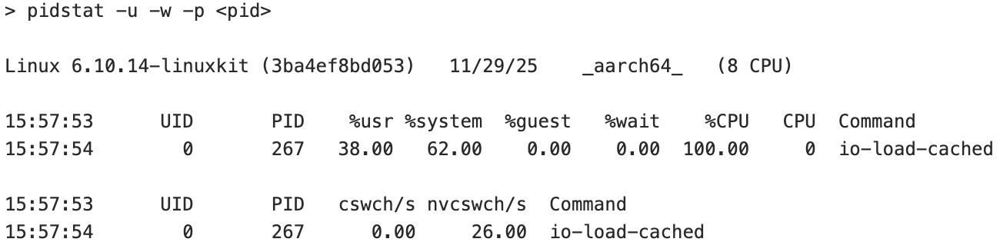 > pidstat -u -w -p <pid>
Linux 6.10.14-linuxkit (3ba4ef8bd053) 11/29/25 _aarch64_ (8 CPU)
15:57:53 UID PID %usr %system %guest %wait %CPU CPU Command
15:57:54 0 267 38.00 62.00 0.00 0.00 100.00 0 io-load-cached
15:57:53 UID PID cswch/s nvcswch/s Command
15:57:54 0 267 0.00 26.00 io-load-cached